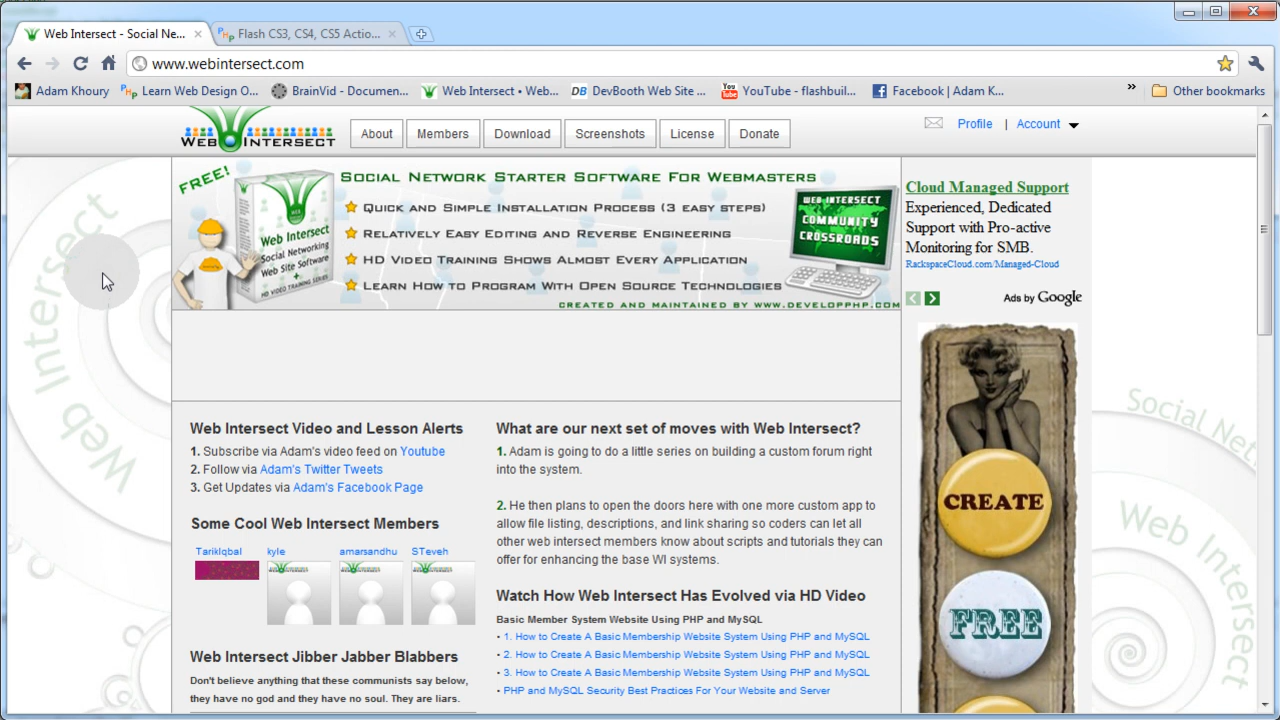 Web Intersect - Social Ne...
Flash CS3, CS4, CS5 Actio...
www.webintersect.com
Adam Khoury
Learn Web Design O...
BrainVid - Documen...
Web Intersect • Web...
DB DevBooth Web Site ...
You Tube YouTube - flashbuil...
Facebook | Adam K...
»
Other bookmarks
WEB INTERSECT
About
Members
Download
Screenshots
License
Donate
Profile | Account
FREE!
Web Intersect
Social Networking
Web Site Software
+
HD VIDEO TRAINING SERIES
SOCIAL NETWORK STARTER SOFTWARE FOR WEBMASTERS
QUICK AND SIMPLE INSTALLATION PROCESS (3 EASY STEPS)
RELATIVELY EASY EDITING AND REVERSE ENGINEERING
HD VIDEO TRAINING SHOWS ALMOST EVERY APPLICATION
LEARN HOW TO PROGRAM WITH OPEN SOURCE TECHNOLOGIES
CREATED AND MAINTAINED BY WWW.DEVELOPPHP.COM
WEB INTERSECT
COMMUNITY
CROSSROADS
Cloud Managed Support
Experienced, Dedicated
Support with Pro-active
Monitoring for SMB.
RackspaceCloud.com/Managed-Cloud
Ads by Google
CREATE
FREE
Web Intersect Video and Lesson Alerts
1. Subscribe via Adam's video feed on Youtube
2. Follow via Adam's Twitter Tweets
3. Get Updates via Adam's Facebook Page
Some Cool Web Intersect Members
TarikIqbal
kyle
amarsandhu
STeveh
Web Intersect Jibber Jabber Blabbers
Don't believe anything that these communists say below,
they have no god and they have no soul. They are liars.
What are our next set of moves with Web Intersect?
1. Adam is going to do a little series on building a custom forum right
into the system.
2. He then plans to open the doors here with one more custom app to
allow file listing, descriptions, and link sharing so coders can let all
other web intersect members know about scripts and tutorials they can
offer for enhancing the base WI systems.
Watch How Web Intersect Has Evolved via HD Video
Basic Member System Website Using PHP and MySQL
• 1. How to Create A Basic Membership Website System Using PHP and MySQL
• 2. How to Create A Basic Membership Website System Using PHP and MySQL
• 3. How to Create A Basic Membership Website System Using PHP and MySQL
• PHP and MySQL Security Best Practices For Your Website and Server
Web Intersect
Web
Social Net
Web Intersect